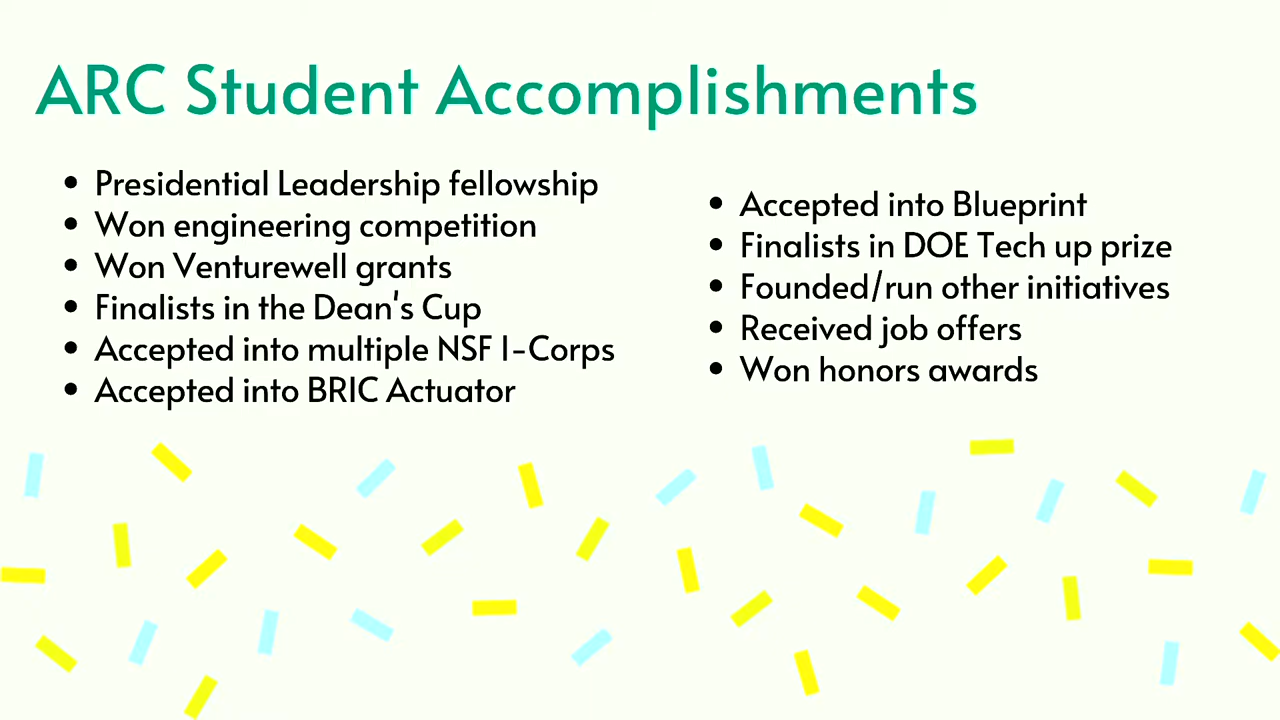 ARC Student Accomplishments
• Presidential Leadership fellowship
• Won engineering competition
• Won Venturewell grants
• Finalists in the Dean's Cup
• Accepted into multiple NSF I-Corps
• Accepted into BRIC Actuator
• Accepted into Blueprint
• Finalists in DOE Tech up prize
• Founded/run other initiatives
• Received job offers
• Won honors awards